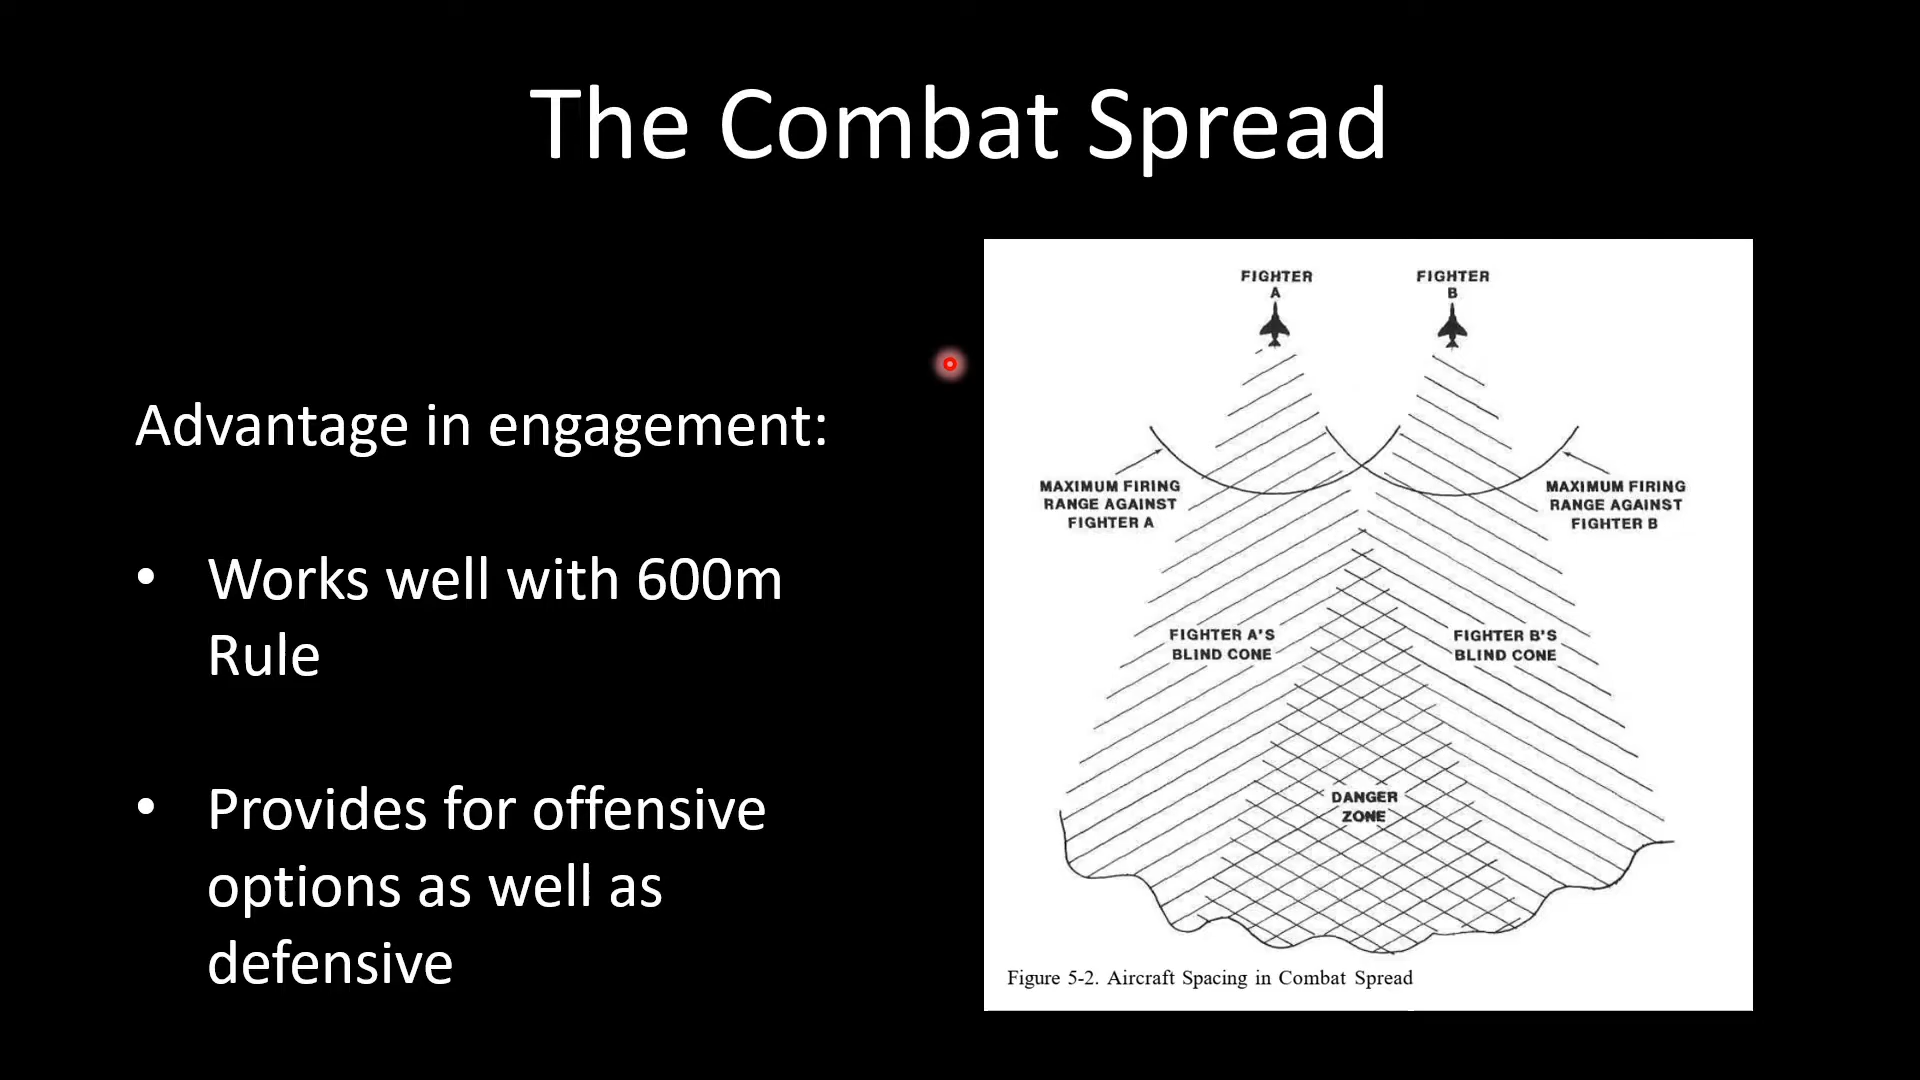 The Combat Spread
Advantage in engagement:
• Works well with 600m
Rule
• Provides for offensive
options as well as
defensive
FIGHTER
A
FIGHTER
B
MAXIMUM FIRING
RANGE AGAINST
FIGHTER A
MAXIMUM FIRING
RANGE AGAINST
FIGHTER B
FIGHTER A'S
BLIND CONE
FIGHTER B'S
BLIND CONE
DANGER
ZONE
Figure 5-2. Aircraft Spacing in Combat Spread